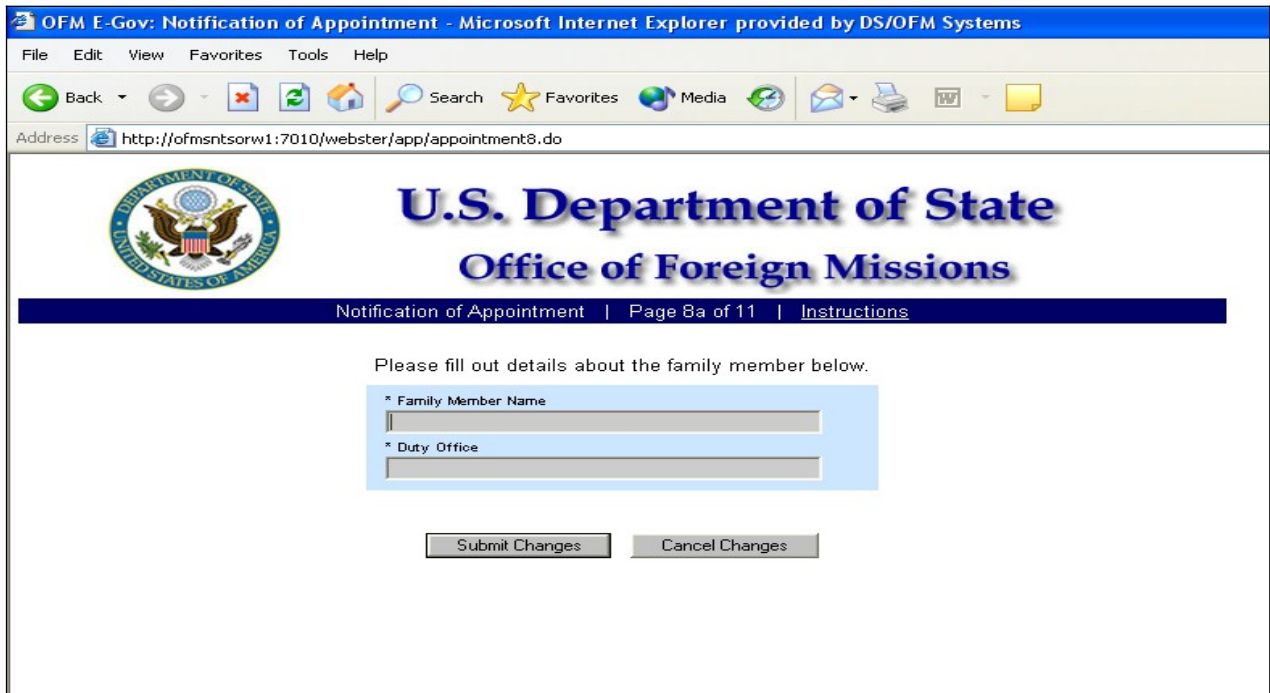 OFM E-Gov: Notification of Appointment - Microsoft Internet Explorer provided by DS/OFM Systems
File Edit View Favorites Tools Help
Back Search Favorites Media W
Address http://ofmsntsorw1:7010/webster/app/appointment8.do
DEPARTMENT OF STATE
UNITED STATES OF AMERICA
U.S. Department of State
Office of Foreign Missions
Notification of Appointment | Page 8a of 11 | Instructions
Please fill out details about the family member below.
* Family Member Name
* Duty Office
Submit Changes Cancel Changes